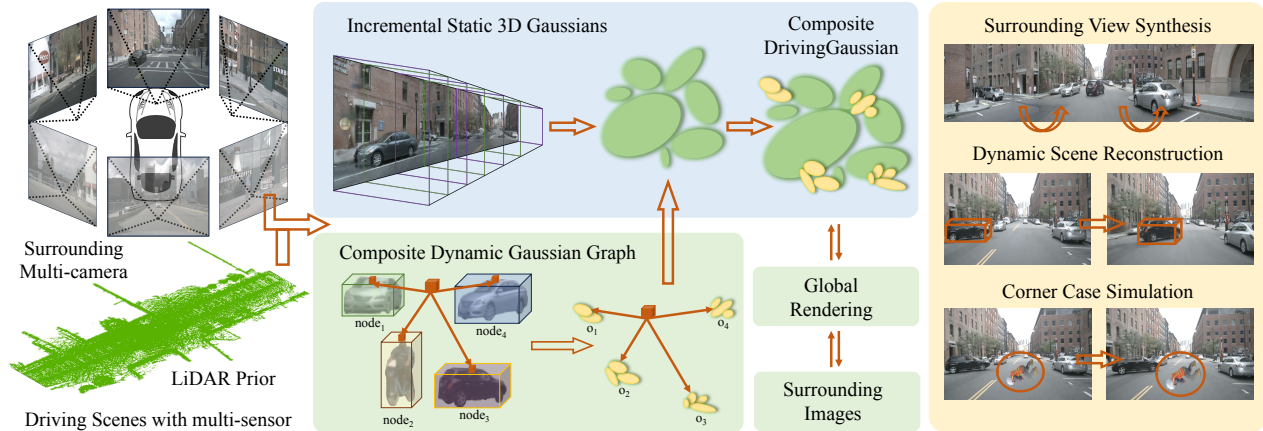 Surrounding
Multi-camera
LiDAR Prior
Driving Scenes with multi-sensor
Incremental Static 3D Gaussians
Composite
DrivingGaussian
Composite Dynamic Gaussian Graph
node1
node4
node2
node3
o1
o4
o2
o3
Global
Rendering
Surrounding
Images
Surrounding View Synthesis
Dynamic Scene Reconstruction
Corner Case Simulation